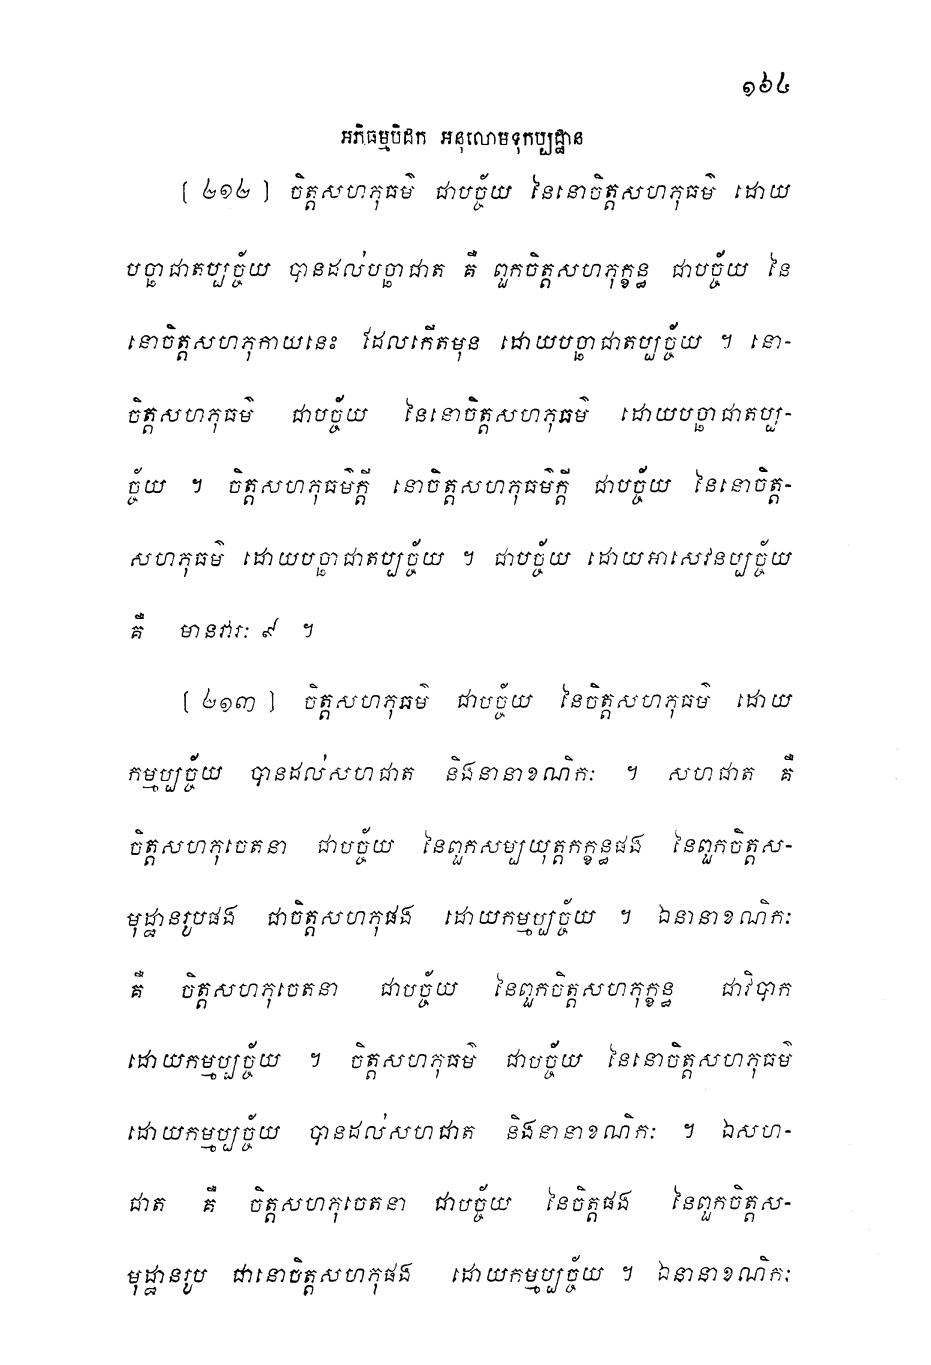 ១៦៤
អភិធម្មបិដក អនុលោមទុកប្បដ្ឋាន
[ ៤១៤ ] ចិត្តសហភុធម៌ ជាបច្ច័យ នៃនោចិត្តសហភុធម៌ ដោយ
បច្ឆាជាតប្បច្ច័យ បានដល់បច្ឆាជាត គឺ ពួកចិត្តសហភុក្ខន្ធ ជាបច្ច័យ នៃ
នោចិត្តសហភុកាយនេះ ដែលកើតមុន ដោយបច្ឆាជាតប្បច្ច័យ ។ នោ-
ចិត្តសហភុធម៌ ជាបច្ច័យ នៃនោចិត្តសហភុធម៌ ដោយបច្ឆាជាតប្ប-
ច្ច័យ ។ ចិត្តសហភុធម៌ក្តី នោចិត្តសហភុធម៌ក្តី ជាបច្ច័យ នៃនោចិត្ត-
សហភុធម៌ ដោយបច្ឆាជាតប្បច្ច័យ ។ ជាបច្ច័យ ដោយអាសេវនប្បច្ច័យ
គឺ មានវារៈ ៩ ។
[ ៤១៣ ] ចិត្តសហភុធម៌ ជាបច្ច័យ នៃចិត្តសហភុធម៌ ដោយ
កម្មប្បច្ច័យ បានដល់សហជាត និងនានាខណិកៈ ។ សហជាត គឺ
ចិត្តសហភុចេតនា ជាបច្ច័យ នៃពួកសម្បយុត្តកក្ខន្ធផង នៃពួកចិត្តស-
មុដ្ឋានរូបផង ជាចិត្តសហភុផង ដោយកម្មប្បច្ច័យ ។ ឯនានាខណិកៈ
គឺ ចិត្តសហភុចេតនា ជាបច្ច័យ នៃពួកចិត្តសហភុក្ខន្ធ ជាវិបាក
ដោយកម្មប្បច្ច័យ ។ ចិត្តសហភុធម៌ ជាបច្ច័យ នៃនោចិត្តសហភុធម៌
ដោយកម្មប្បច្ច័យ បានដល់សហជាត និងនានាខណិកៈ ។ ឯសហ-
ជាត គឺ ចិត្តសហភុចេតនា ជាបច្ច័យ នៃចិត្តផង នៃពួកចិត្តស-
មុដ្ឋានរូប ជានោចិត្តសហភុផង ដោយកម្មប្បច្ច័យ ។ ឯនានាខណិកៈ